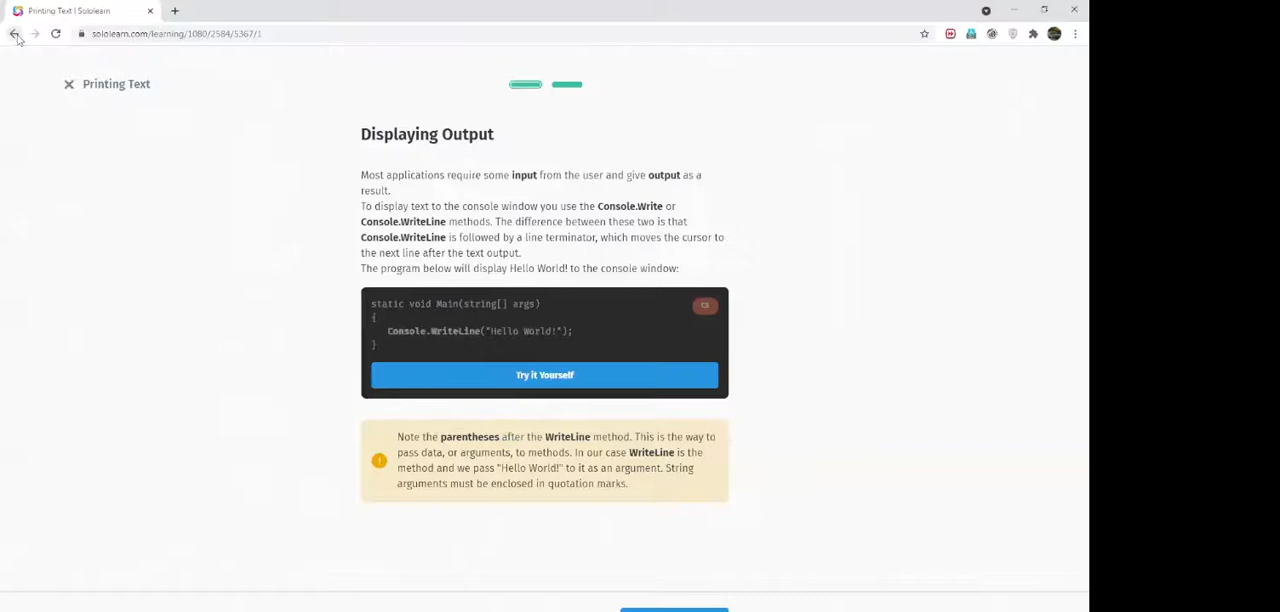 Printing Text | Sololearn
sololearn.com/learning/1080/2584/5367/1
Printing Text
Displaying Output
Most applications require some input from the user and give output as a
result.
To display text to the console window you use the Console.Write or
Console.WriteLine methods. The difference between these two is that
Console.WriteLine is followed by a line terminator, which moves the cursor to
the next line after the text output.
The program below will display Hello World! to the console window:
static void Main(string[] args)
C#
{
Console.WriteLine("Hello World!");
}
Try it Yourself
Note the parentheses after the WriteLine method. This is the way to
pass data, or arguments, to methods. In our case WriteLine is the
method and we pass "Hello World!" to it as an argument. String
arguments must be enclosed in quotation marks.